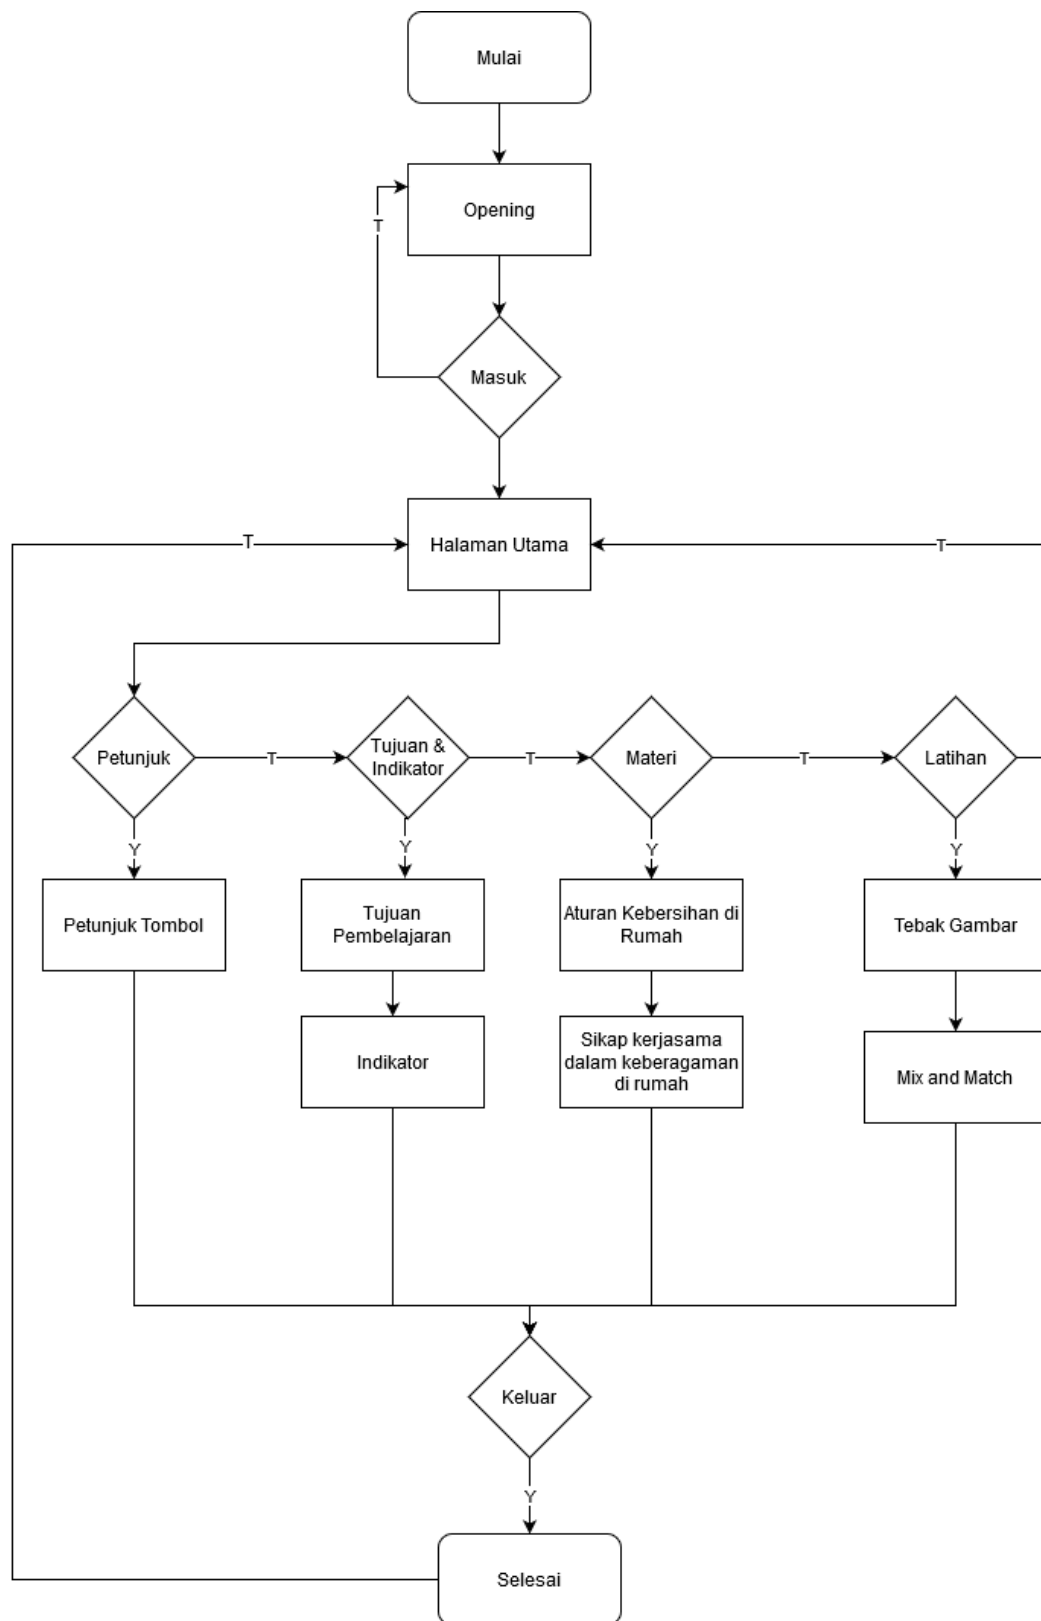 Mulai
Opening
T
Masuk
T
Halaman Utama
T
Petunjuk
T
Tujuan &
Indikator
T
Materi
T
Latihan
Y
Y
Y
Y
Petunjuk Tombol
Tujuan
Pembelajaran
Aturan Kebersihan di
Rumah
Tebak Gambar
Indikator
Sikap kerjasama
dalam keberagaman
di rumah
Mix and Match
Keluar
Y
Selesai